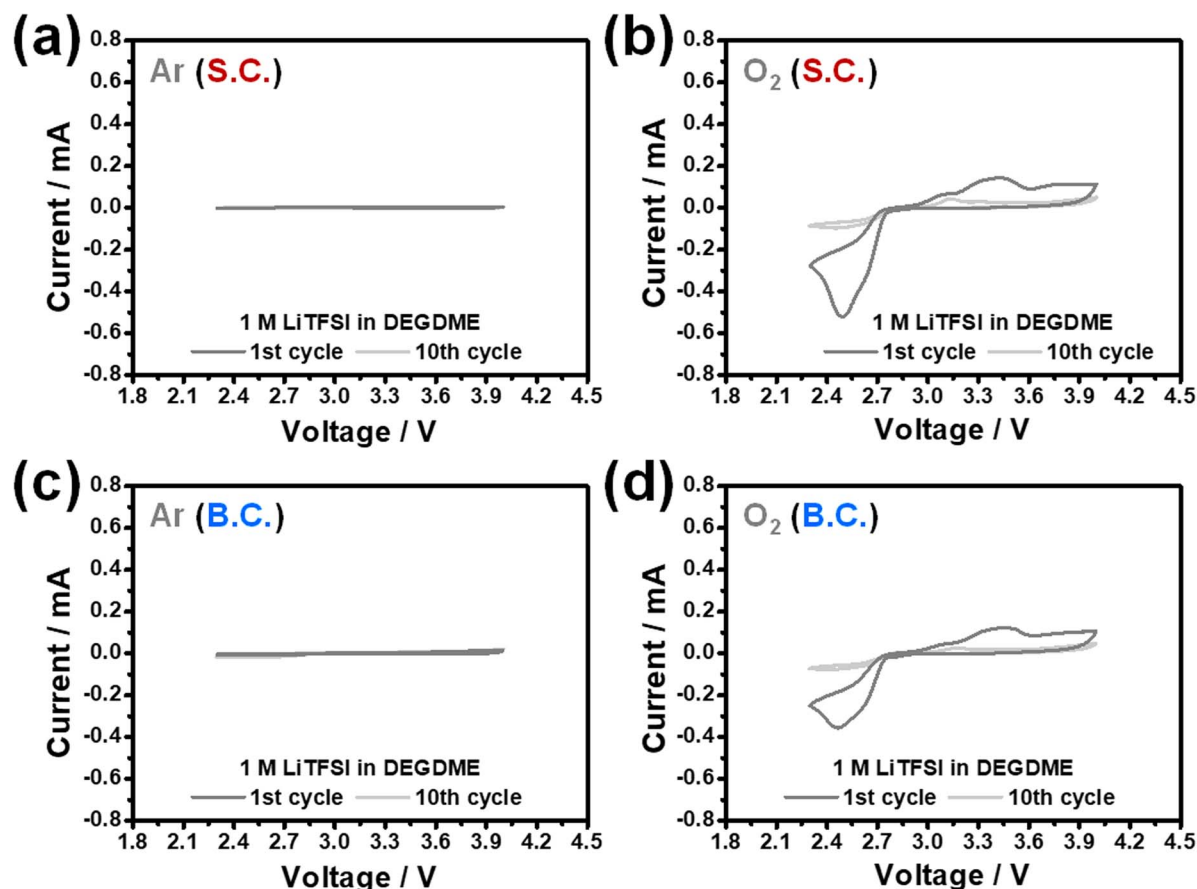 (a)
Ar (S.C.)
Current / mA
0.8
0.6
0.4
0.2
0.0
-0.2
-0.4
-0.6
-0.8
1 M LiTFSI in DEGDME
1st cycle 10th cycle
1.8 2.1 2.4 2.7 3.0 3.3 3.6 3.9 4.2 4.5
Voltage / V
(b)
O₂ (S.C.)
Current / mA
0.8
0.6
0.4
0.2
0.0
-0.2
-0.4
-0.6
-0.8
1 M LiTFSI in DEGDME
1st cycle 10th cycle
1.8 2.1 2.4 2.7 3.0 3.3 3.6 3.9 4.2 4.5
Voltage / V
(c)
Ar (B.C.)
Current / mA
0.8
0.6
0.4
0.2
0.0
-0.2
-0.4
-0.6
-0.8
1 M LiTFSI in DEGDME
1st cycle 10th cycle
1.8 2.1 2.4 2.7 3.0 3.3 3.6 3.9 4.2 4.5
Voltage / V
(d)
O₂ (B.C.)
Current / mA
0.8
0.6
0.4
0.2
0.0
-0.2
-0.4
-0.6
-0.8
1 M LiTFSI in DEGDME
1st cycle 10th cycle
1.8 2.1 2.4 2.7 3.0 3.3 3.6 3.9 4.2 4.5
Voltage / V